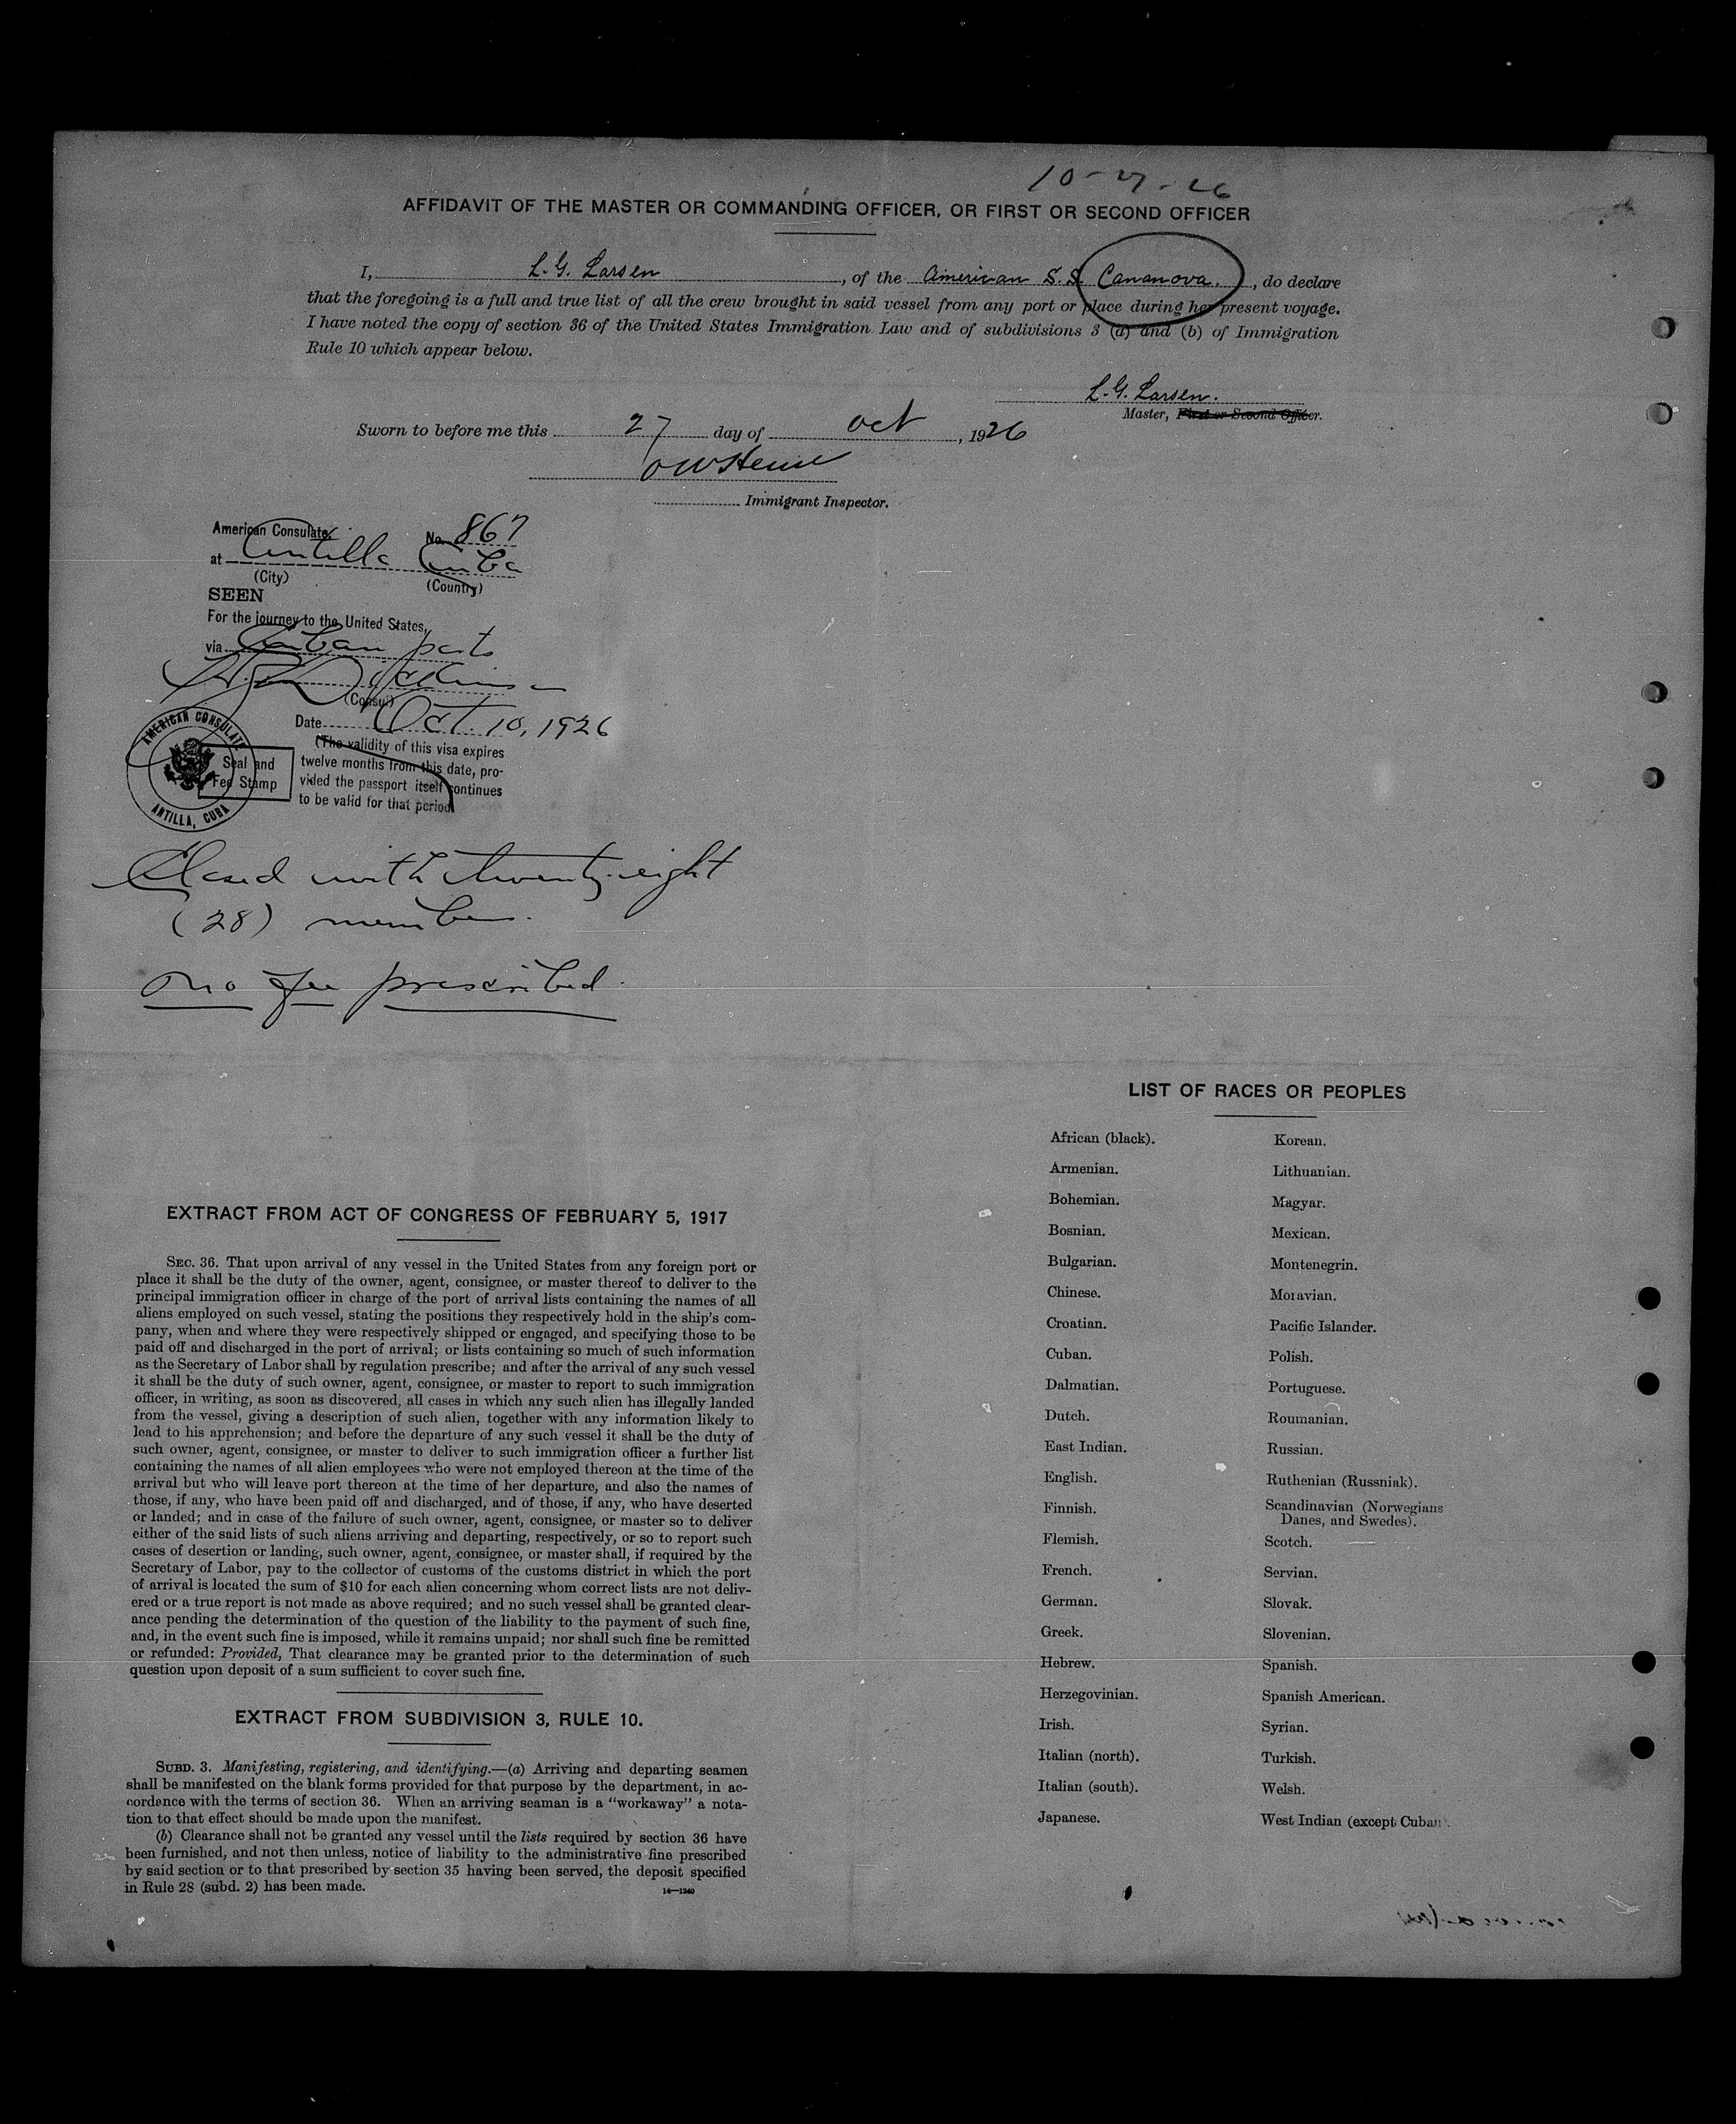 10-27-26
AFFIDAVIT OF THE MASTER OR COMMANDING OFFICER, OR FIRST OR SECOND OFFICER
I, L. G. Larsen, of the American S.S. Cananova, do declare
that the foregoing is a full and true list of all the crew brought in said vessel from any port or place during her present voyage.
I have noted the copy of section 36 of the United States Immigration Law and of subdivisions 3 (a) and (b) of Immigration
Rule 10 which appear below.
L. G. Larsen.
Master, First or Second Officer.
Sworn to before me this 27 day of Oct, 1926
Immigrant Inspector.
American Consulate, No. 867
at Antilla Cuba
(City) (Country)
SEEN
For the journey to the United States,
via Cuban ports
(Consul)
Date Oct. 10, 1926
(The validity of this visa expires
twelve months from this date, pro-
vided the passport itself continues
to be valid for that period
Seal and
Fee Stamp
AMERICAN CONSULATE
ANTILLA, CUBA
Closed with twenty-eight
(28) members.
No fee prescribed.
EXTRACT FROM ACT OF CONGRESS OF FEBRUARY 5, 1917
SEC. 36. That upon arrival of any vessel in the United States from any foreign port or
place it shall be the duty of the owner, agent, consignee, or master thereof to deliver to the
principal immigration officer in charge of the port of arrival lists containing the names of all
aliens employed on such vessel, stating the positions they respectively hold in the ship's com-
pany, when and where they were respectively shipped or engaged, and specifying those to be
paid off and discharged in the port of arrival; or lists containing so much of such information
as the Secretary of Labor shall by regulation prescribe; and after the arrival of any such vessel
it shall be the duty of such owner, agent, consignee, or master to report to such immigration
officer, in writing, as soon as discovered, all cases in which any such alien has illegally landed
from the vessel, giving a description of such alien, together with any information likely to
lead to his apprehension; and before the departure of any such vessel it shall be the duty of
such owner, agent, consignee, or master to deliver to such immigration officer a further list
containing the names of all alien employees who were not employed thereon at the time of the
arrival but who will leave port thereon at the time of her departure, and also the names of
those, if any, who have been paid off and discharged, and of those, if any, who have deserted
or landed; and in case of the failure of such owner, agent, consignee, or master so to deliver
either of the said lists of such aliens arriving and departing, respectively, or so to report such
cases of desertion or landing, such owner, agent, consignee, or master shall, if required by the
Secretary of Labor, pay to the collector of customs of the customs district in which the port
of arrival is located the sum of $10 for each alien concerning whom correct lists are not deliv-
ered or a true report is not made as above required; and no such vessel shall be granted clear-
ance pending the determination of the question of the liability to the payment of such fine,
and, in the event such fine is imposed, while it remains unpaid; nor shall such fine be remitted
or refunded: Provided, That clearance may be granted prior to the determination of such
question upon deposit of a sum sufficient to cover such fine.
EXTRACT FROM SUBDIVISION 3, RULE 10.
SUBD. 3. Manifesting, registering, and identifying.—(a) Arriving and departing seamen
shall be manifested on the blank forms provided for that purpose by the department, in ac-
cordance with the terms of section 36. When an arriving seaman is a "workaway" a nota-
tion to that effect should be made upon the manifest.
(b) Clearance shall not be granted any vessel until the lists required by section 36 have
been furnished, and not then unless, notice of liability to the administrative fine prescribed
by said section or to that prescribed by section 35 having been served, the deposit specified
in Rule 28 (subd. 2) has been made.
14—1240
LIST OF RACES OR PEOPLES
African (black).
Armenian.
Bohemian.
Bosnian.
Bulgarian.
Chinese.
Croatian.
Cuban.
Dalmatian.
Dutch.
East Indian.
English.
Finnish.
Flemish.
French.
German.
Greek.
Hebrew.
Herzegovinian.
Irish.
Italian (north).
Italian (south).
Japanese.
Korean.
Lithuanian.
Magyar.
Mexican.
Montenegrin.
Moravian.
Pacific Islander.
Polish.
Portuguese.
Roumanian.
Russian.
Ruthenian (Russniak).
Scandinavian (Norwegians
Danes, and Swedes).
Scotch.
Servian.
Slovak.
Slovenian.
Spanish.
Spanish American.
Syrian.
Turkish.
Welsh.
West Indian (except Cuban).